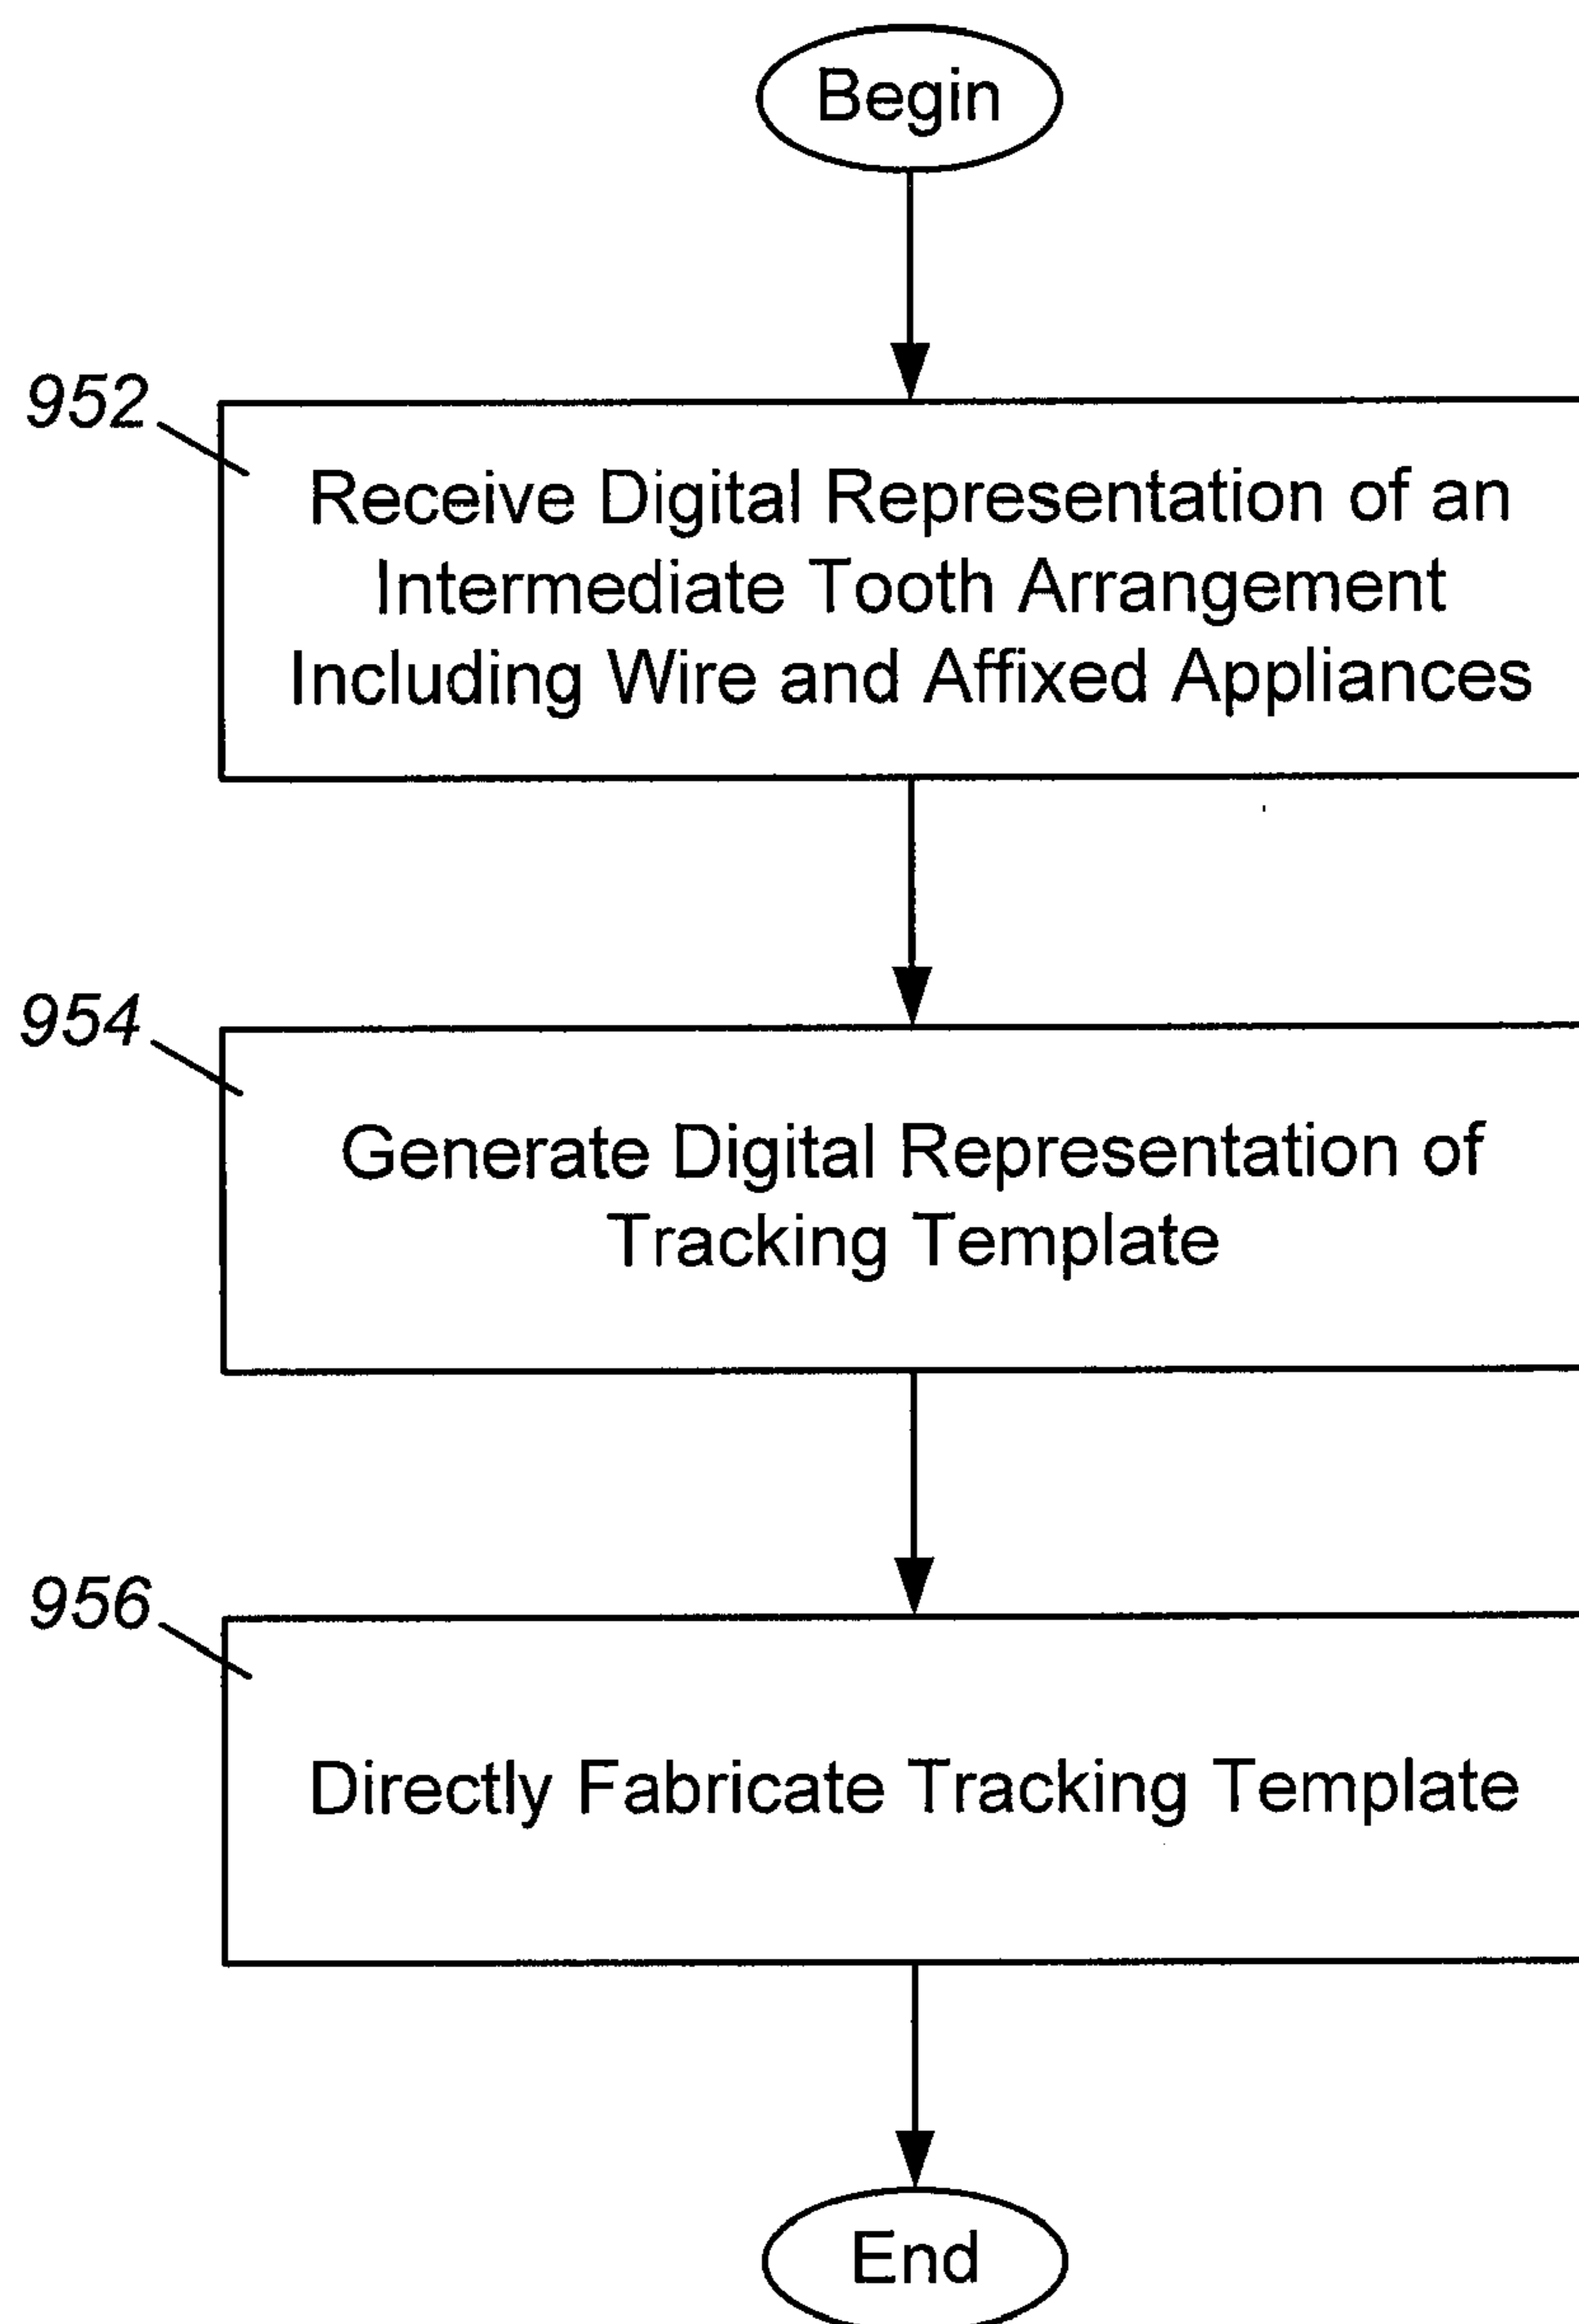 Begin
952
Receive Digital Representation of an
Intermediate Tooth Arrangement
Including Wire and Affixed Appliances
954
Generate Digital Representation of
Tracking Template
956
Directly Fabricate Tracking Template
End